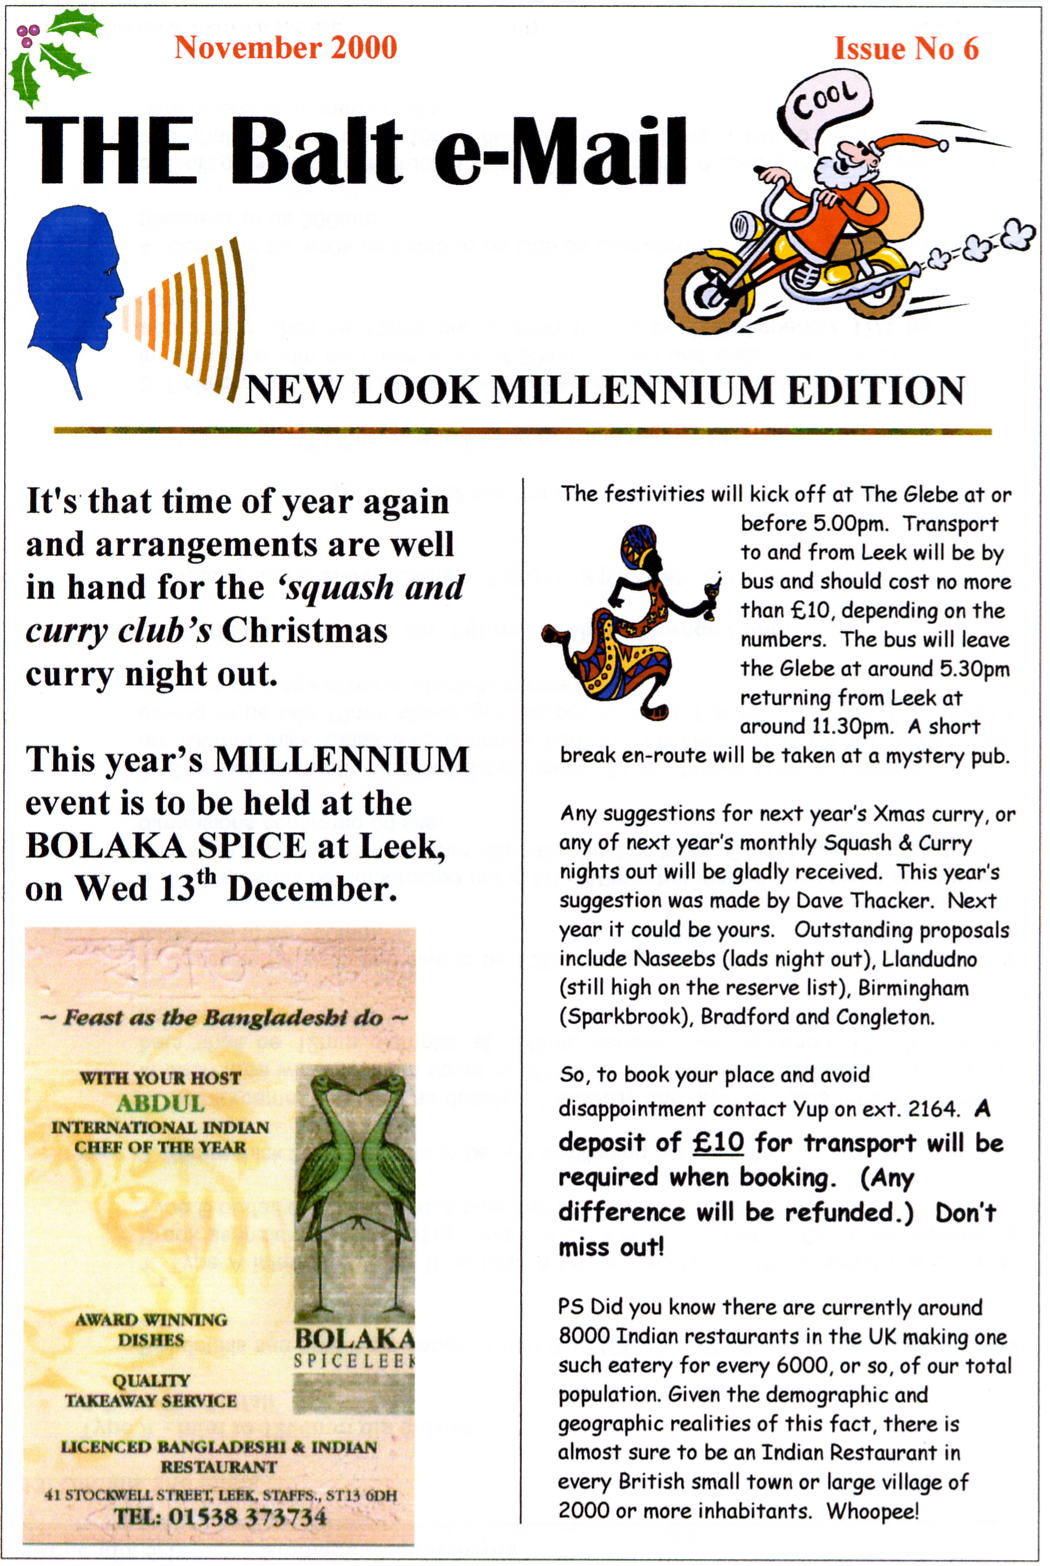 November 2000
Issue No 6
COOL
THE Balt e-Mail
NEW LOOK MILLENNIUM EDITION
It's that time of year again
and arrangements are well
in hand for the ‘squash and
curry club’s Christmas
curry night out.
This year’s MILLENNIUM
event is to be held at the
BOLAKA SPICE at Leek,
on Wed 13th December.
~ Feast as the Bangladeshi do ~
WITH YOUR HOST
ABDUL
INTERNATIONAL INDIAN
CHEF OF THE YEAR
AWARD WINNING
DISHES
QUALITY
TAKEAWAY SERVICE
BOLAKA
SPICE LEEK
LICENCED BANGLADESHI & INDIAN
RESTAURANT
41 STOCKWELL STREET, LEEK, STAFFS., ST13 6DH
TEL: 01538 373734
The festivities will kick off at The Glebe at or
before 5.00pm. Transport
to and from Leek will be by
bus and should cost no more
than £10, depending on the
numbers. The bus will leave
the Glebe at around 5.30pm
returning from Leek at
around 11.30pm. A short
break en-route will be taken at a mystery pub.
Any suggestions for next year's Xmas curry, or
any of next year's monthly Squash & Curry
nights out will be gladly received. This year's
suggestion was made by Dave Thacker. Next
year it could be yours. Outstanding proposals
include Naseebs (lads night out), Llandudno
(still high on the reserve list), Birmingham
(Sparkbrook), Bradford and Congleton.
So, to book your place and avoid
disappointment contact Yup on ext. 2164. A
deposit of £10 for transport will be
required when booking. (Any
difference will be refunded.) Don't
miss out!
PS Did you know there are currently around
8000 Indian restaurants in the UK making one
such eatery for every 6000, or so, of our total
population. Given the demographic and
geographic realities of this fact, there is
almost sure to be an Indian Restaurant in
every British small town or large village of
2000 or more inhabitants. Whoopee!